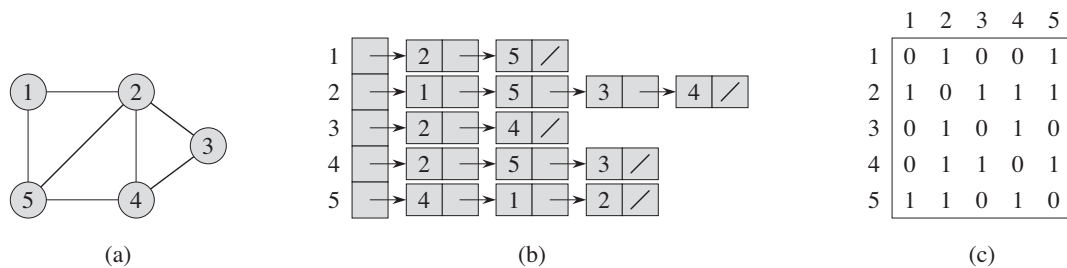 1 2
3
5 4
(a)
1 2 5
2 1 5 3 4
3 2 4
4 2 5 3
5 4 1 2
(b)
1 2 3 4 5
1 0 1 0 0 1
2 1 0 1 1 1
3 0 1 0 1 0
4 0 1 1 0 1
5 1 1 0 1 0
(c)